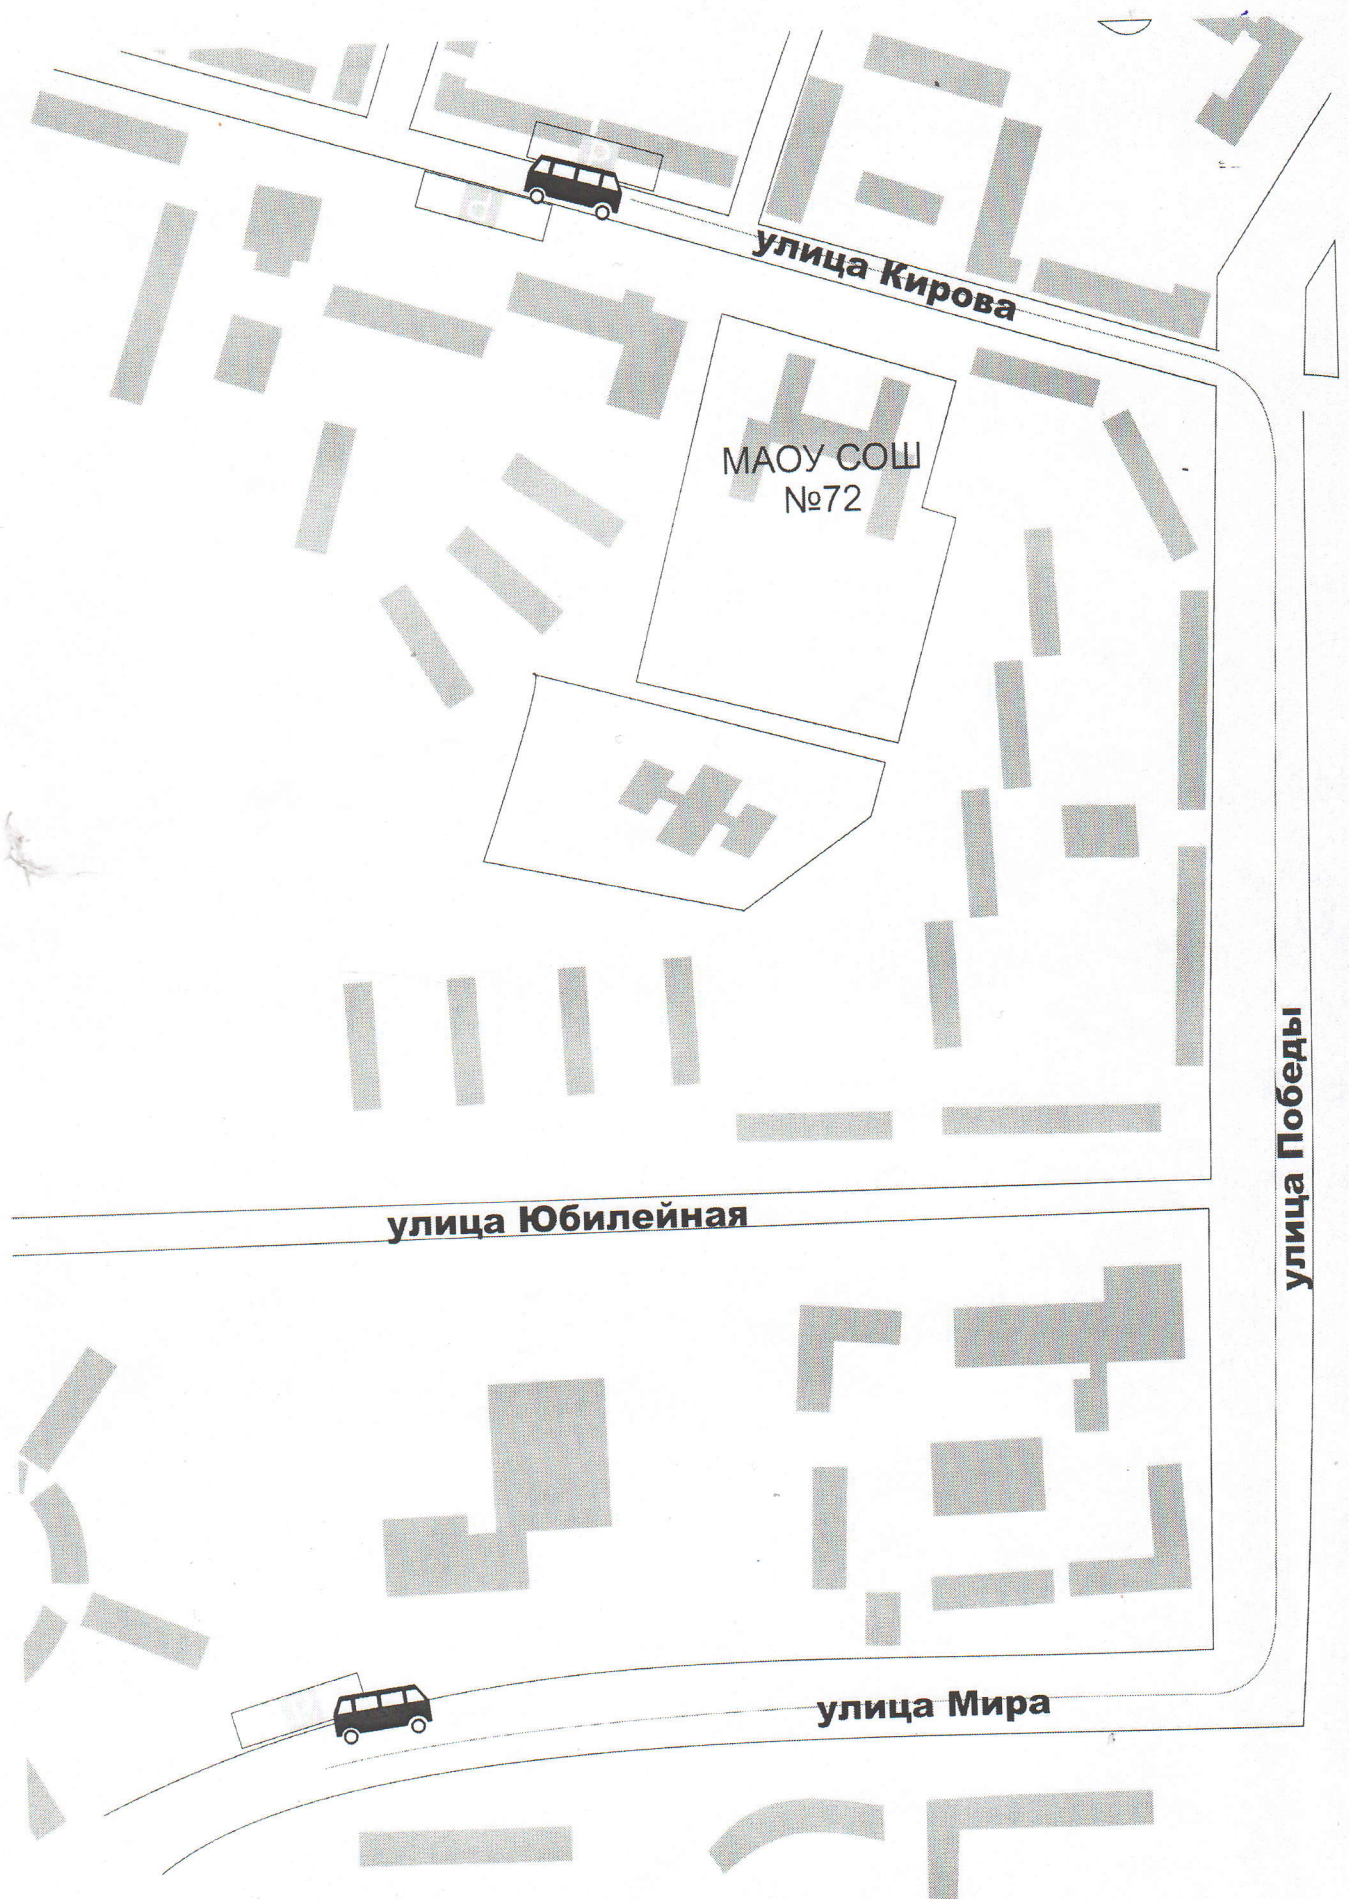 улица Кирова
МАОУ СОШ
№72
улица Победы
улица Юбилейная
улица Мира